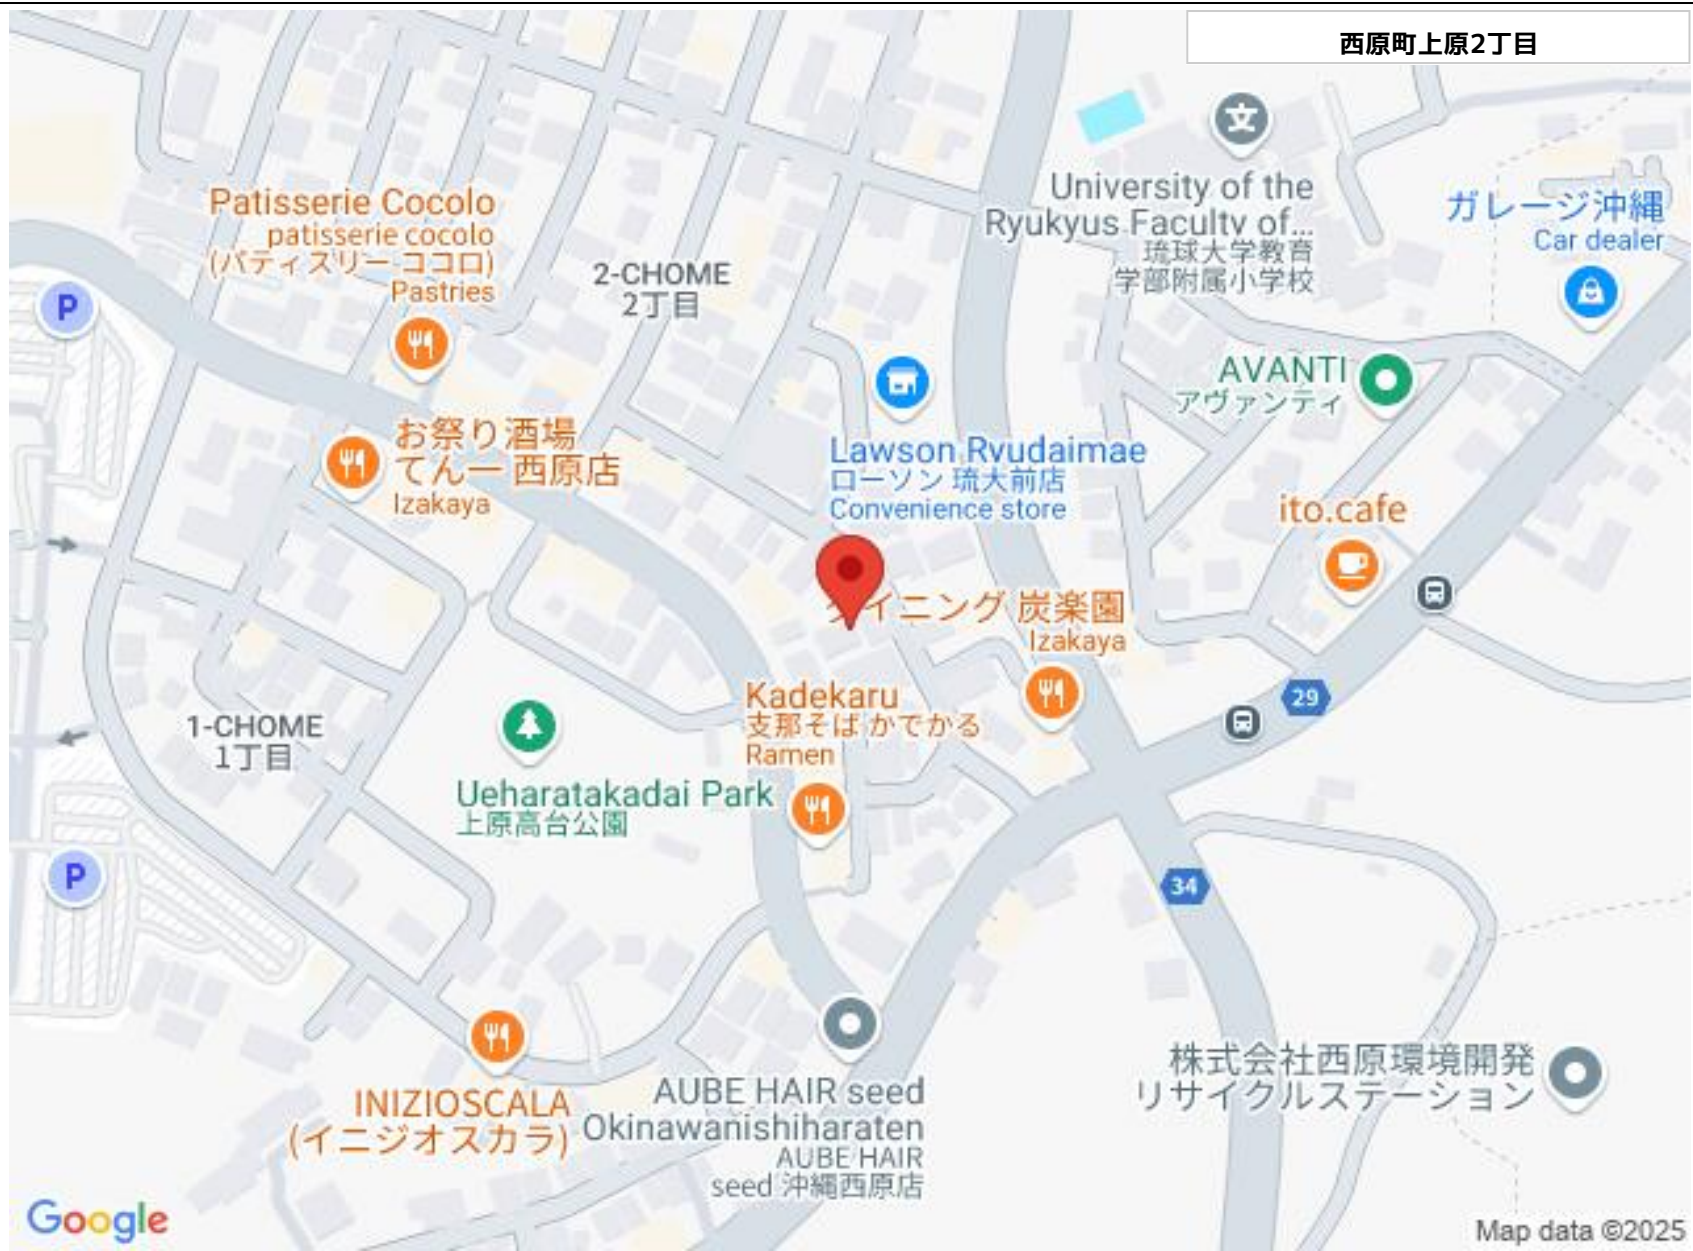 西原町上原2丁目
University of the
Ryukyus Faculty of...
琉球大学教育
学部附属小学校
ガレージ沖縄
Car dealer
Patisserie Cocolo
patisserie cocolo
(パティスリー ココロ)
Pastries
2-CHOME
2丁目
P
AVANTI
アヴァンティ
お祭り酒場
てん一 西原店
Izakaya
Lawson Ryudaimae
ローソン 琉大前店
Convenience store
ito.cafe
ダイニング 炭楽園
Izakaya
29
Kadekaru
支那そば かでかる
Ramen
1-CHOME
1丁目
Ueharatakadai Park
上原高台公園
P
34
株式会社西原環境開発
リサイクルステーション
INIZIOSCALA
(イニジオスカラ)
AUBE HAIR seed
Okinawanishiharaten
AUBE HAIR
seed 沖縄西原店
Google
Map data ©2025